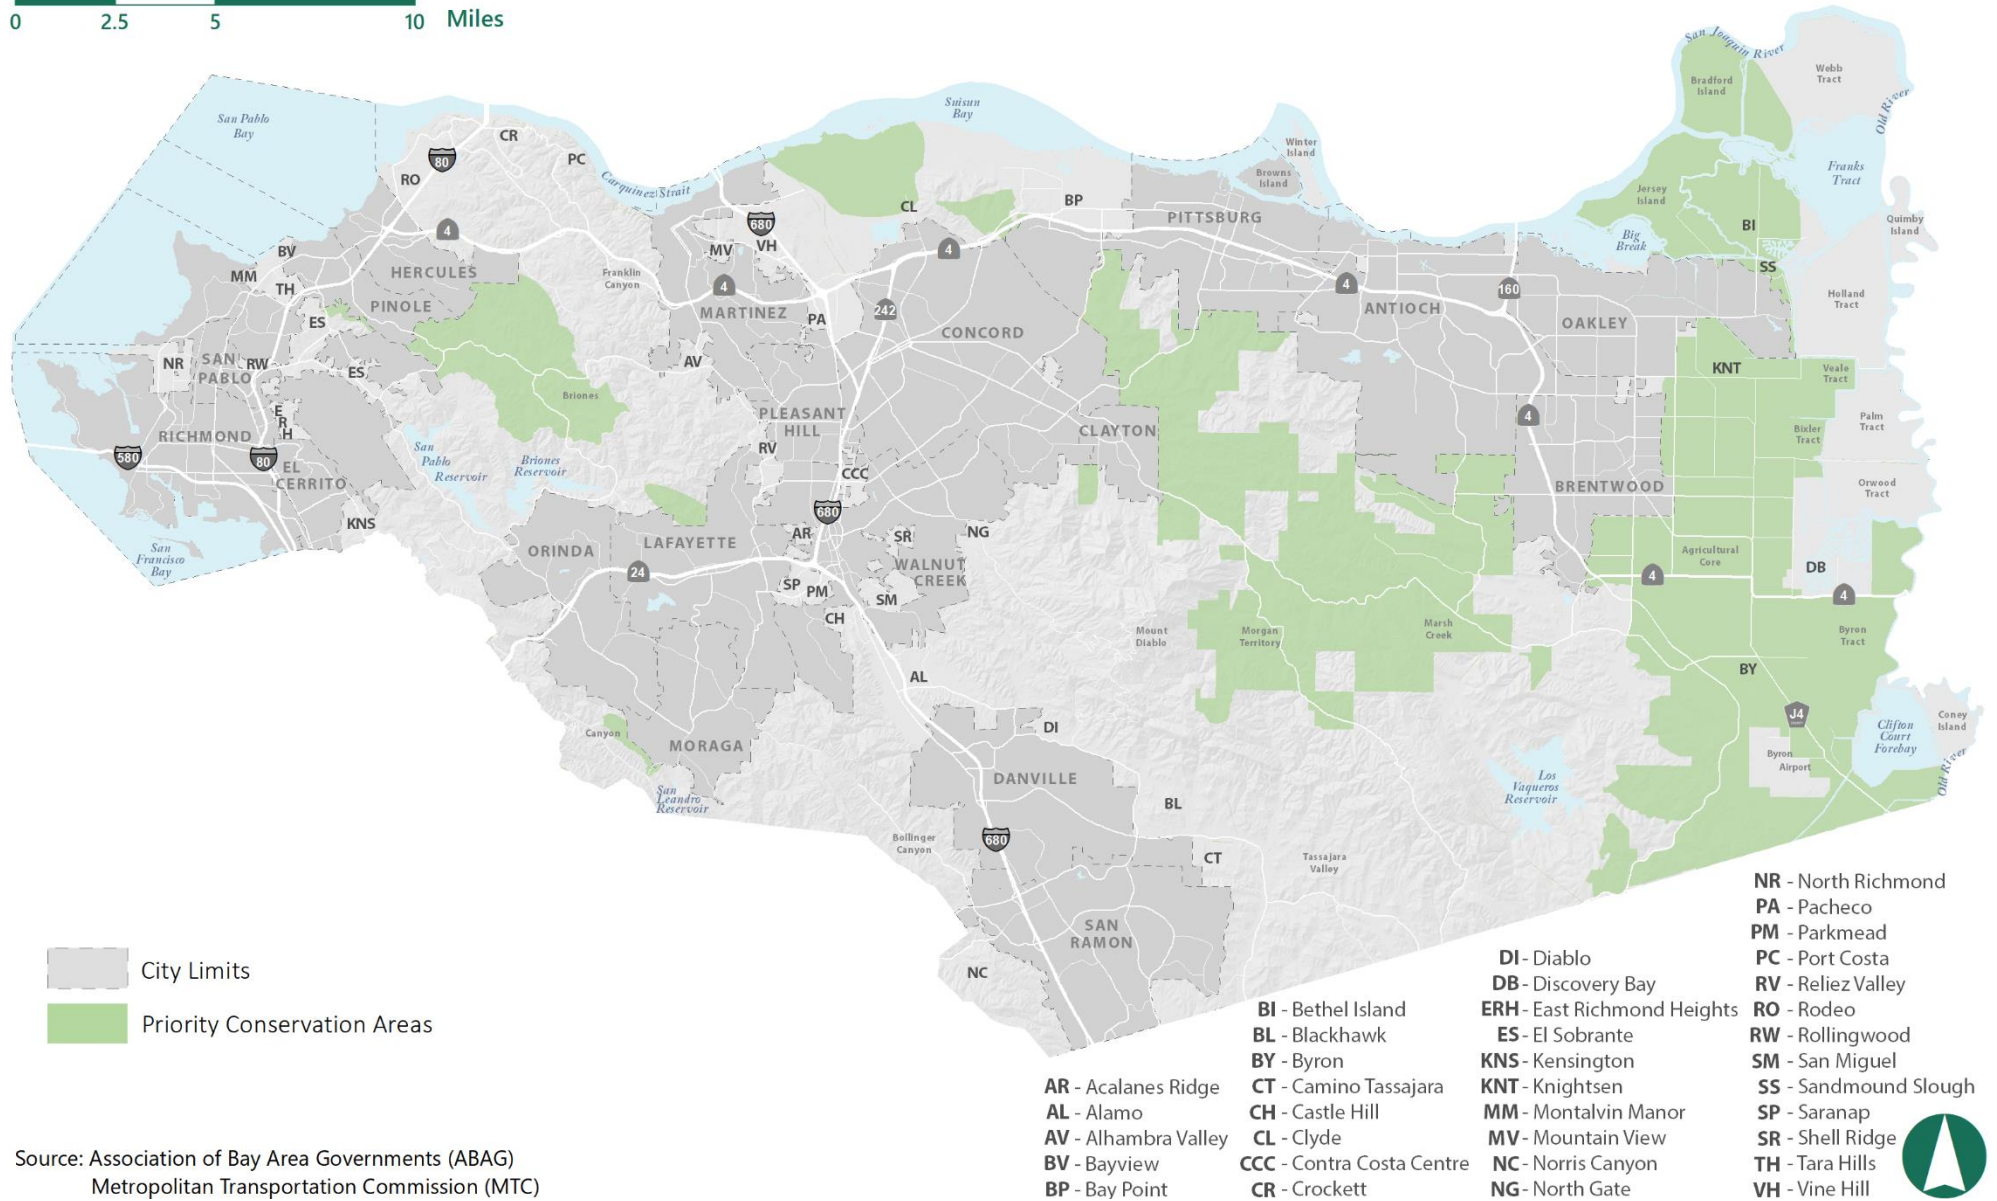 0 2.5 5 10 Miles
San Joaquin River
Webb
Tract
Bradford
Island
Old River
Suisun
Bay
San Pablo
Bay
CR
80
PC
RO
Carquinez Strait
Winter
Island
Browns
Island
Franks
Tract
Jersey
Island
BP
CL
PITTSBURG
Quimby
Island
BI
680
4
BV
MV
VH
4
Big
Break
SS
MM
HERCULES
Franklin
Canyon
TH
4
4
160
Holland
Tract
PINOLE
MARTINEZ
242
ANTIOCH
ES
PA
CONCORD
OAKLEY
NR
SAN
PABLO
RW
ES
AV
KNT
Veale
Tract
Briones
E
R
H
PLEASANT
HILL
4
Palm
Tract
RICHMOND
CLAYTON
Bixler
Tract
580
80
San
Pablo
Reservoir
Briones
Reservoir
RV
EL
CERRITO
CCC
BRENTWOOD
Orwood
Tract
KNS
680
San
Francisco
Bay
ORINDA
LAFAYETTE
AR
SR
NG
Agricultural
Core
24
WALNUT
CREEK
DB
SP
PM
SM
4
4
CH
Mount
Diablo
Morgan
Territory
Marsh
Creek
Byron
Tract
AL
BY
Canyon
MORAGA
DI
J4
Clifton
Court
Forebay
Coney
Island
Byron
Airport
Old River
DANVILLE
San
Leandro
Reservoir
BL
Los
Vaqueros
Reservoir
Bollinger
Canyon
680
CT
Tassajara
Valley
SAN
RAMON
NC
City Limits
Priority Conservation Areas
AR - Acalanes Ridge
AL - Alamo
AV - Alhambra Valley
BV - Bayview
BP - Bay Point
BI - Bethel Island
BL - Blackhawk
BY - Byron
CT - Camino Tassajara
CH - Castle Hill
CL - Clyde
CCC - Contra Costa Centre
CR - Crockett
DI - Diablo
DB - Discovery Bay
ERH - East Richmond Heights
ES - El Sobrante
KNS - Kensington
KNT - Knightsen
MM - Montalvin Manor
MV - Mountain View
NC - Norris Canyon
NG - North Gate
NR - North Richmond
PA - Pacheco
PM - Parkmead
PC - Port Costa
RV - Reliez Valley
RO - Rodeo
RW - Rollingwood
SM - San Miguel
SS - Sandmound Slough
SP - Saranap
SR - Shell Ridge
TH - Tara Hills
VH - Vine Hill
Source: Association of Bay Area Governments (ABAG)
Metropolitan Transportation Commission (MTC)